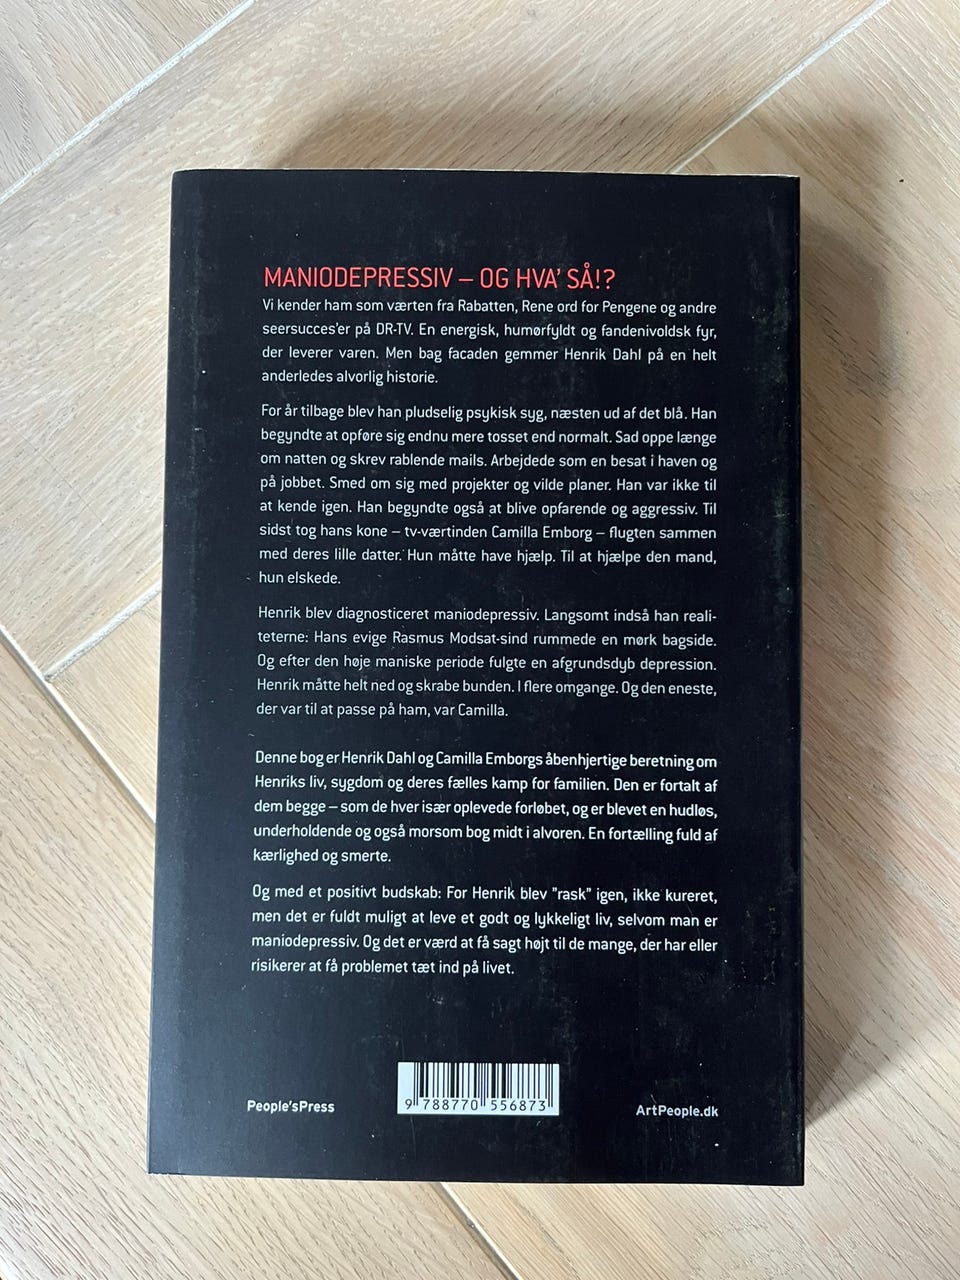 MANIODEPRESSIV – OG HVA' SÅ!?
Vi kender ham som værten fra Rabatten, Rene ord for Pengene og andre
seersucces'er på DR-TV. En energisk, humørfyldt og fandenivoldsk fyr,
der leverer varen. Men bag facaden gemmer Henrik Dahl på en helt
anderledes alvorlig historie.
For år tilbage blev han pludselig psykisk syg, næsten ud af det blå. Han
begyndte at opføre sig endnu mere tosset end normalt. Sad oppe længe
om natten og skrev rablende mails. Arbejdede som en besat i haven og
på jobbet. Smed om sig med projekter og vilde planer. Han var ikke til
at kende igen. Han begyndte også at blive opfarende og aggressiv. Til
sidst tog hans kone – tv-værtinden Camilla Emborg – flugten sammen
med deres lille datter. Hun måtte have hjælp. Til at hjælpe den mand,
hun elskede.
Henrik blev diagnosticeret maniodepressiv. Langsomt indså han reali-
teterne: Hans evige Rasmus Modsat-sind rummede en mørk bagside.
Og efter den høje maniske periode fulgte en afgrundsdyb depression.
Henrik måtte helt ned og skrabe bunden. I flere omgange. Og den eneste,
der var til at passe på ham, var Camilla.
Denne bog er Henrik Dahl og Camilla Emborgs åbenhjertige beretning om
Henriks liv, sygdom og deres fælles kamp for familien. Den er fortalt af
dem begge – som de hver især oplevede forløbet, og er blevet en hudløs,
underholdende og også morsom bog midt i alvoren. En fortælling fuld af
kærlighed og smerte.
Og med et positivt budskab: For Henrik blev "rask" igen, ikke kureret,
men det er fuldt muligt at leve et godt og lykkeligt liv, selvom man er
maniodepressiv. Og det er værd at få sagt højt til de mange, der har eller
risikerer at få problemet tæt ind på livet.
People'sPress
9 788770 556873
ArtPeople.dk